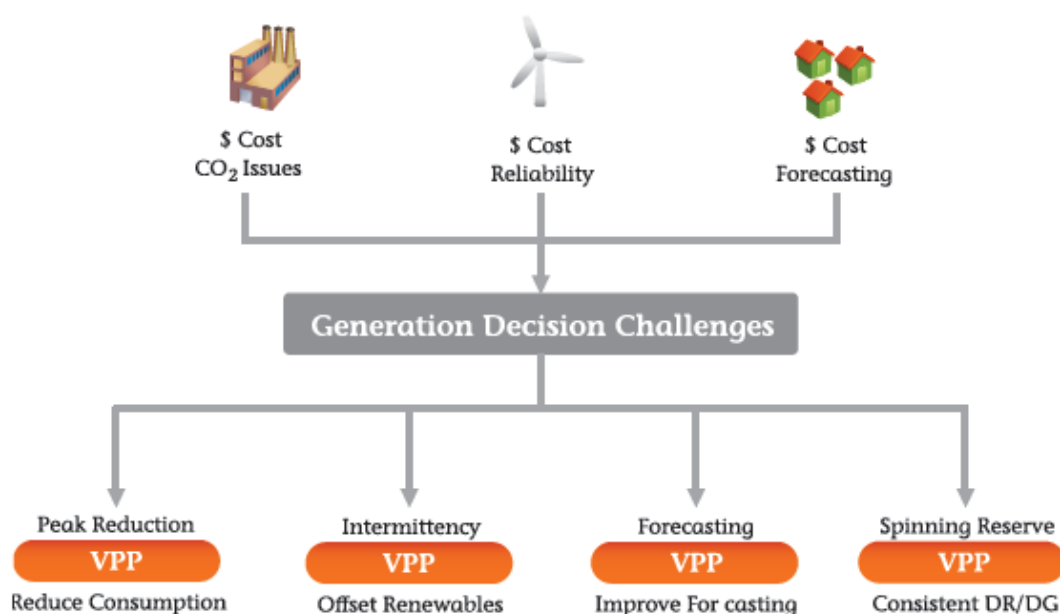 $ Cost
CO₂ Issues
$ Cost
Reliability
$ Cost
Forecasting
Generation Decision Challenges
Peak Reduction
VPP
Reduce Consumption
Intermittency
VPP
Offset Renewables
Forecasting
VPP
Improve For casting
Spinning Reserve
VPP
Consistent DR/DG